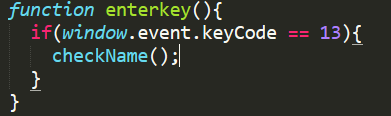 function enterkey(){
if(window.event.keyCode == 13){
checkName();
}
}